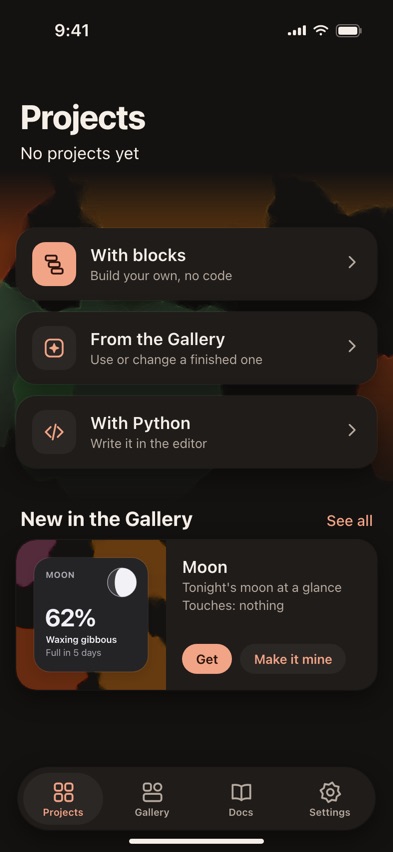 9:41
Projects
No projects yet
With blocks
Build your own, no code
From the Gallery
Use or change a finished one
With Python
Write it in the editor
New in the Gallery
See all
MOON
62%
Waxing gibbous
Full in 5 days
Moon
Tonight's moon at a glance
Touches: nothing
Get
Make it mine
Projects
Gallery
Docs
Settings